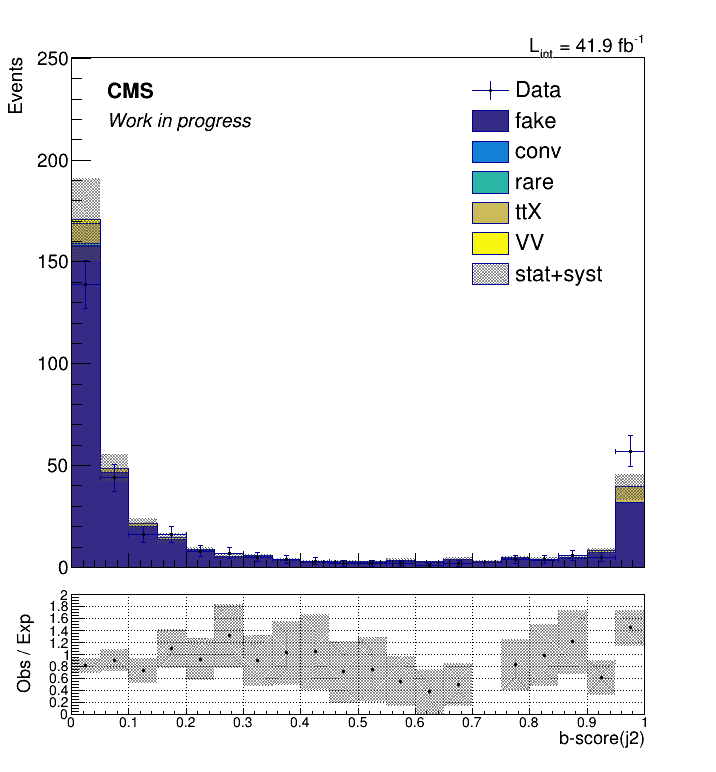 L_int = 41.9 fb^-1
Events
250
200
150
100
50
0
CMS
Work in progress
Data
fake
conv
rare
ttX
VV
stat+syst
Obs / Exp
2
1.8
1.6
1.4
1.2
1
0.8
0.6
0.4
0.2
0
0 0.1 0.2 0.3 0.4 0.5 0.6 0.7 0.8 0.9 1
b-score(j2)